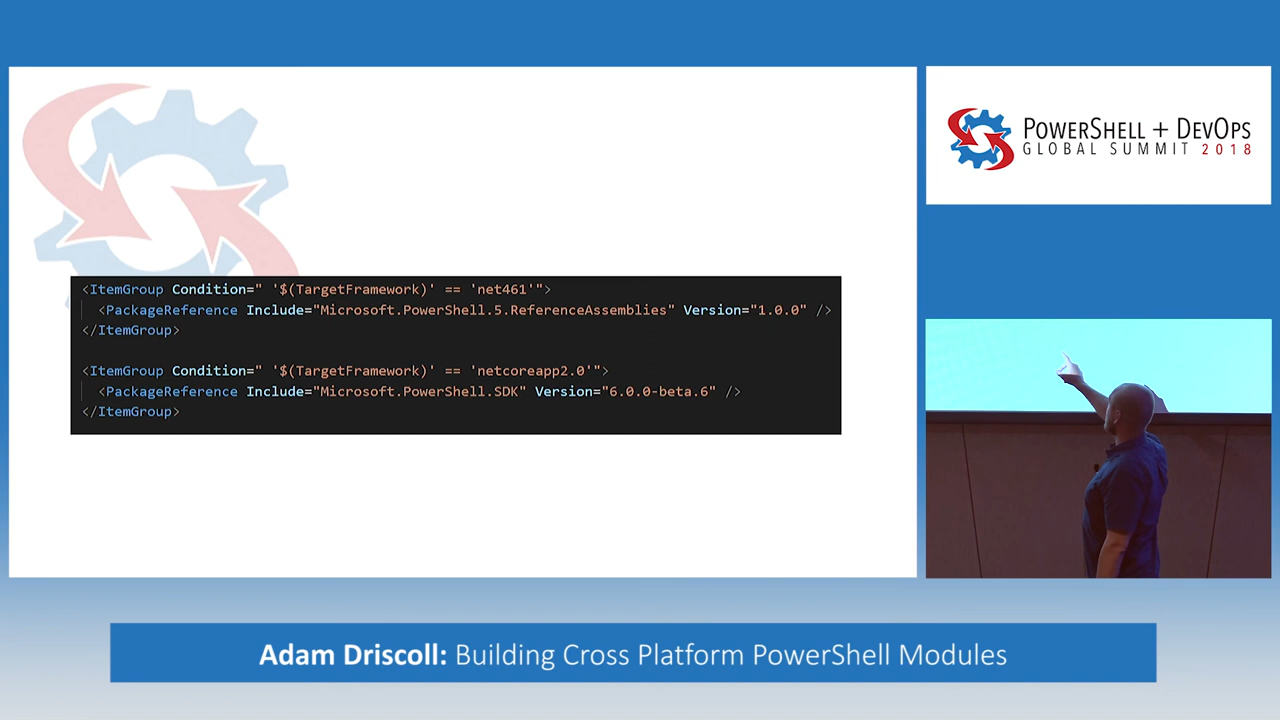 <ItemGroup Condition=" '$(TargetFramework)' == 'net461'">
<PackageReference Include="Microsoft.PowerShell.5.ReferenceAssemblies" Version="1.0.0" />
</ItemGroup>
<ItemGroup Condition=" '$(TargetFramework)' == 'netcoreapp2.0'">
<PackageReference Include="Microsoft.PowerShell.SDK" Version="6.0.0-beta.6" />
</ItemGroup>
POWERSHELL + DEVOPS
GLOBAL SUMMIT 2018
Adam Driscoll: Building Cross Platform PowerShell Modules